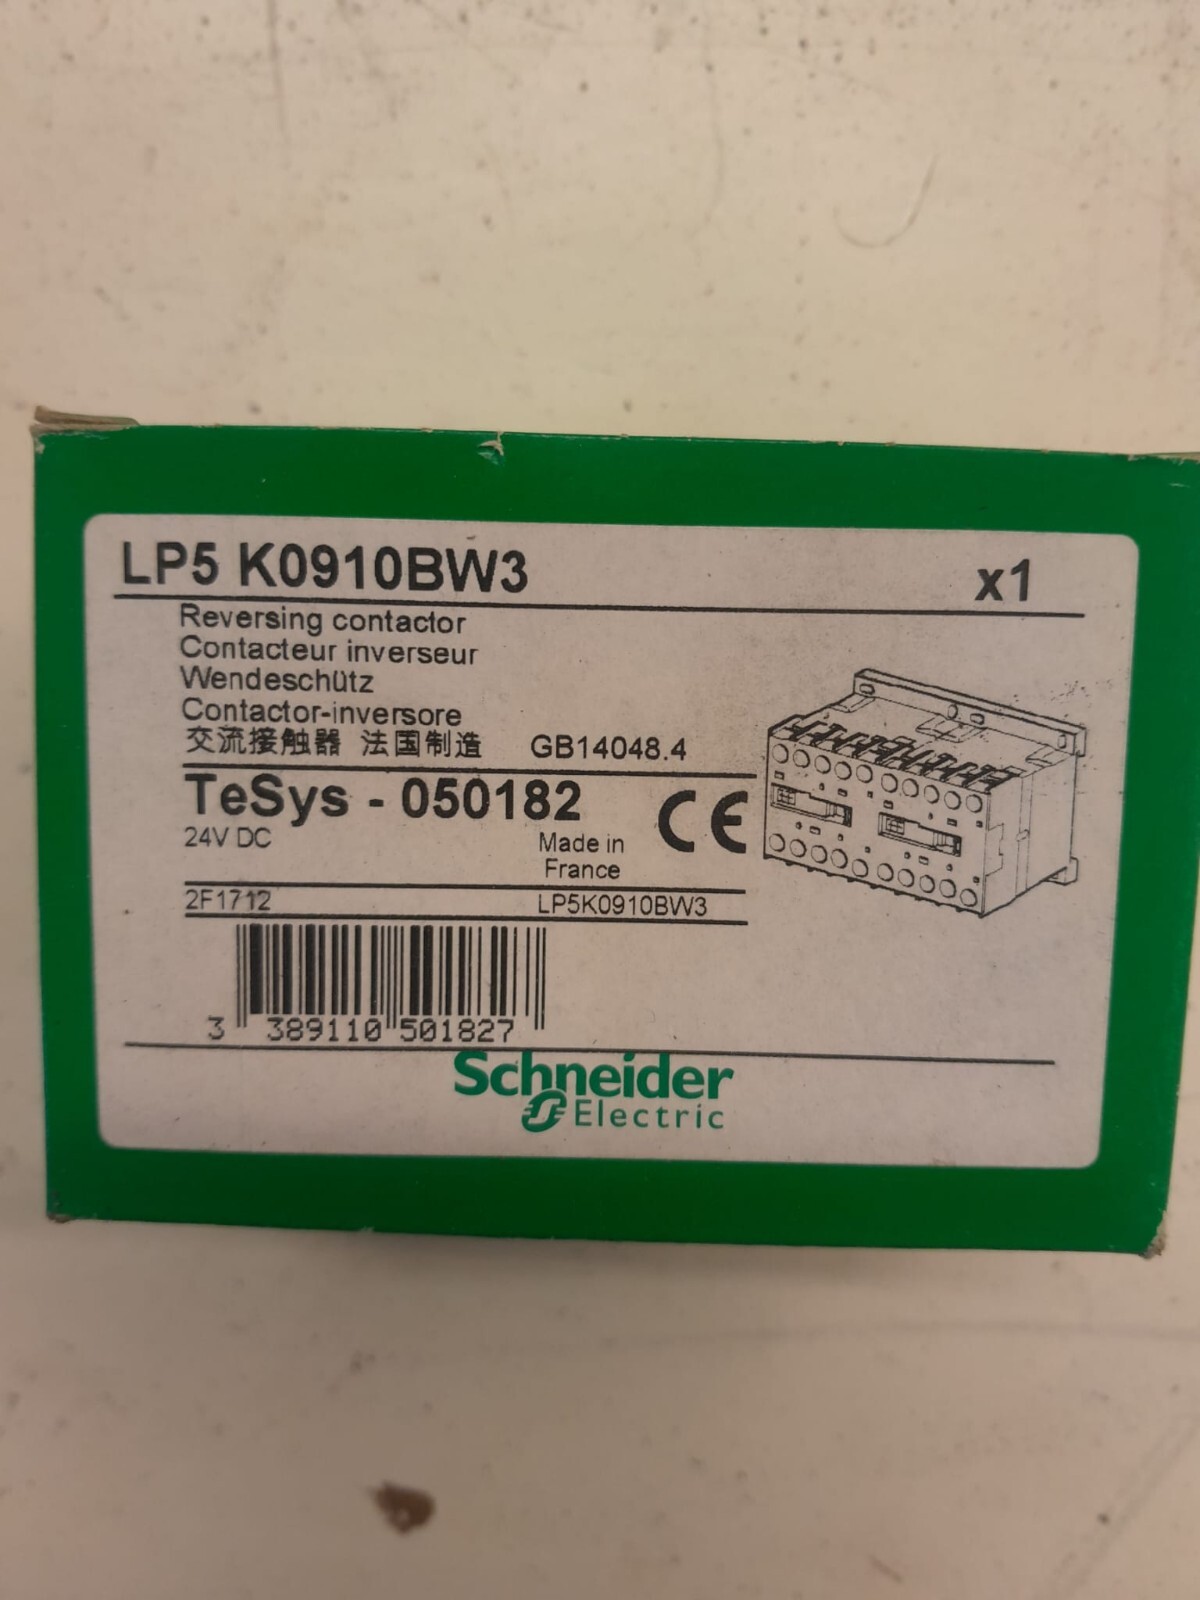 LP5 K0910BW3 x1
Reversing contactor
Contacteur inverseur
Wendeschütz
Contactor-inversore
交流接触器 法国制造 GB14048.4
TeSys - 050182 CE
24V DC Made in
France
2F1712 LP5K0910BW3
3 389110 501827
Schneider
Electric